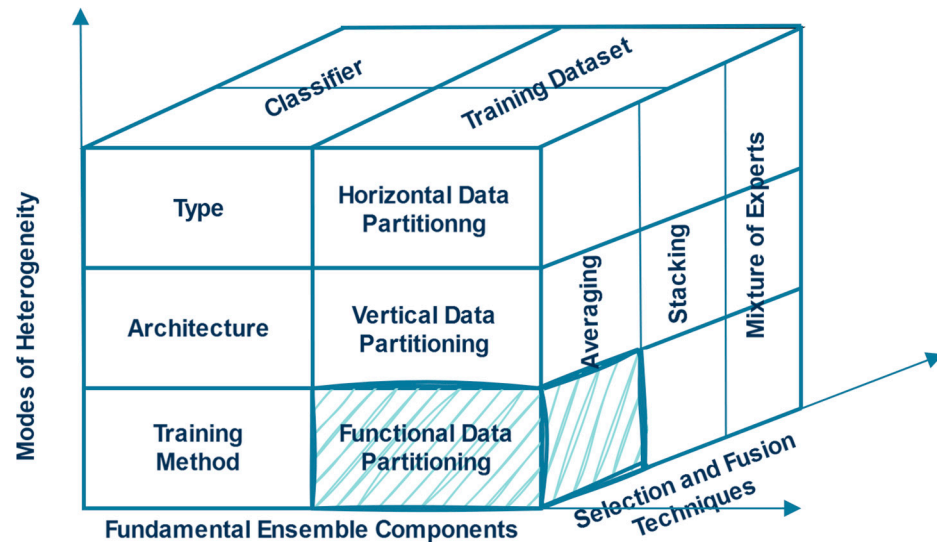 Classifier
Training Dataset
Modes of Heterogeneity
Type
Horizontal Data
Partitionng
Architecture
Vertical Data
Partitioning
Training
Method
Functional Data
Partitioning
Averaging
Stacking
Mixture of Experts
Fundamental Ensemble Components
Selection and Fusion
Techniques